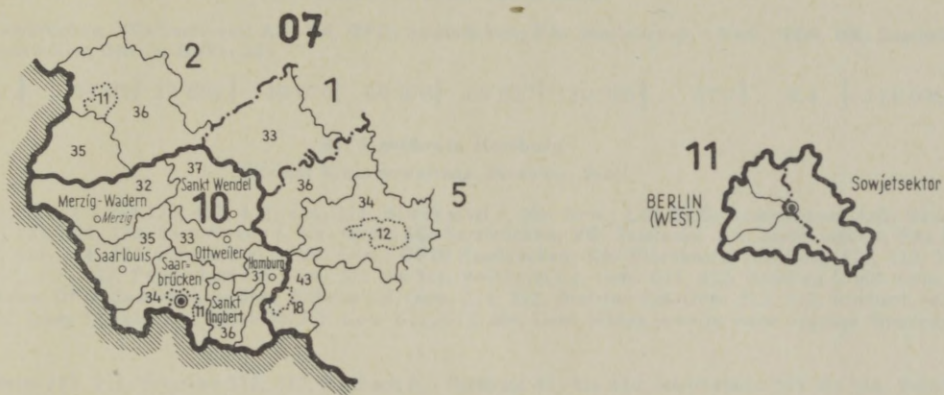 07
2
1
11
36
35
33
37
32
Sankt Wendel
Merzig-Wadern
Merzig
10
36
34
5
12
35
33
Saarlouis
Ottweiler
Homburg
31
Saar-
brücken
34
11
Sankt
Ingbert
36
43
18
11
BERLIN
(WEST)
Sowjetsektor